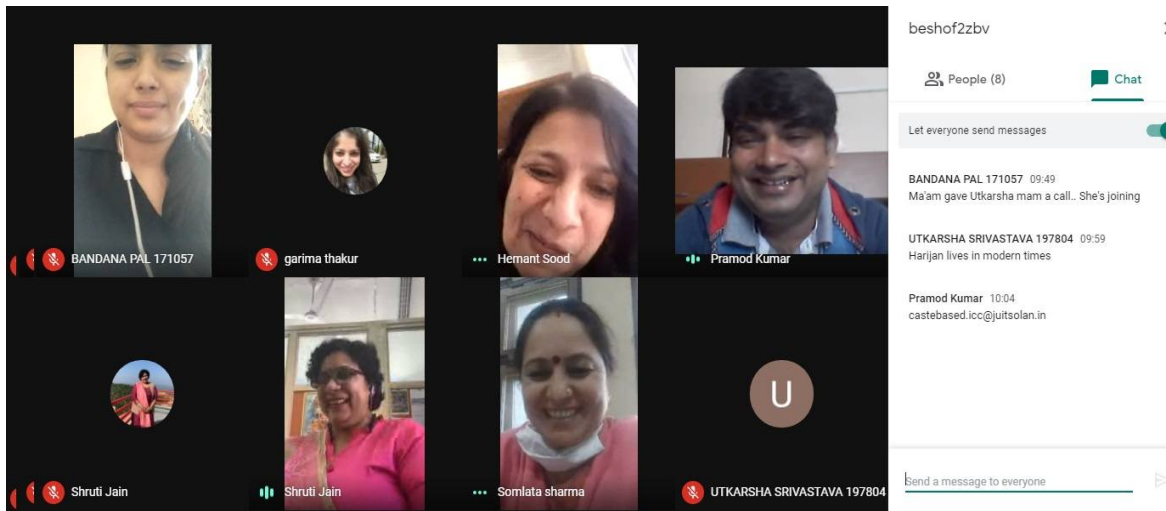 BANDANA PAL 171057
garima thakur
Hemant Sood
Pramod Kumar
Shruti Jain
Shruti Jain
Somlata sharma
U
UTKARSHA SRIVASTAVA 197804
beshof2zbv
People (8)
Chat
Let everyone send messages
BANDANA PAL 171057 09:49
Ma'am gave Utkarsha mam a call.. She's joining
UTKARSHA SRIVASTAVA 197804 09:59
Harijan lives in modern times
Pramod Kumar 10:04
castebased.icc@juitsolan.in
Send a message to everyone